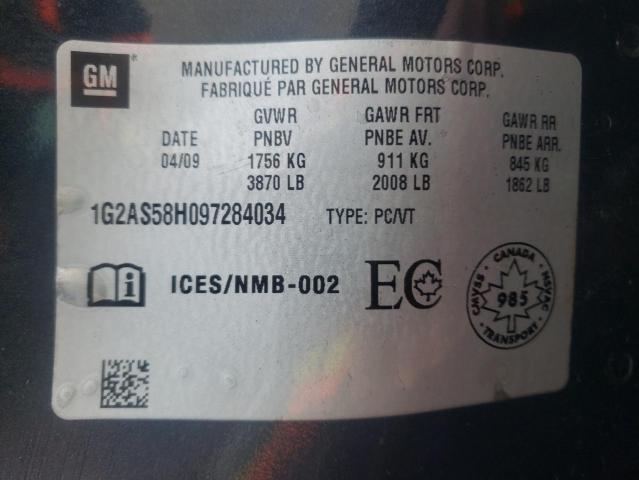 GM
MANUFACTURED BY GENERAL MOTORS CORP.
FABRIQUÉ PAR GENERAL MOTORS CORP.
GVWR GAWR FRT GAWR RR
DATE PNBV PNBE AV. PNBE ARR.
04/09 1756 KG 911 KG 845 KG
3870 LB 2008 LB 1862 LB
1G2AS58H097284034 TYPE: PC/VT
i ICES/NMB-002 EC
CANADA
CMVSS NSVAC
985
TRANSPORT